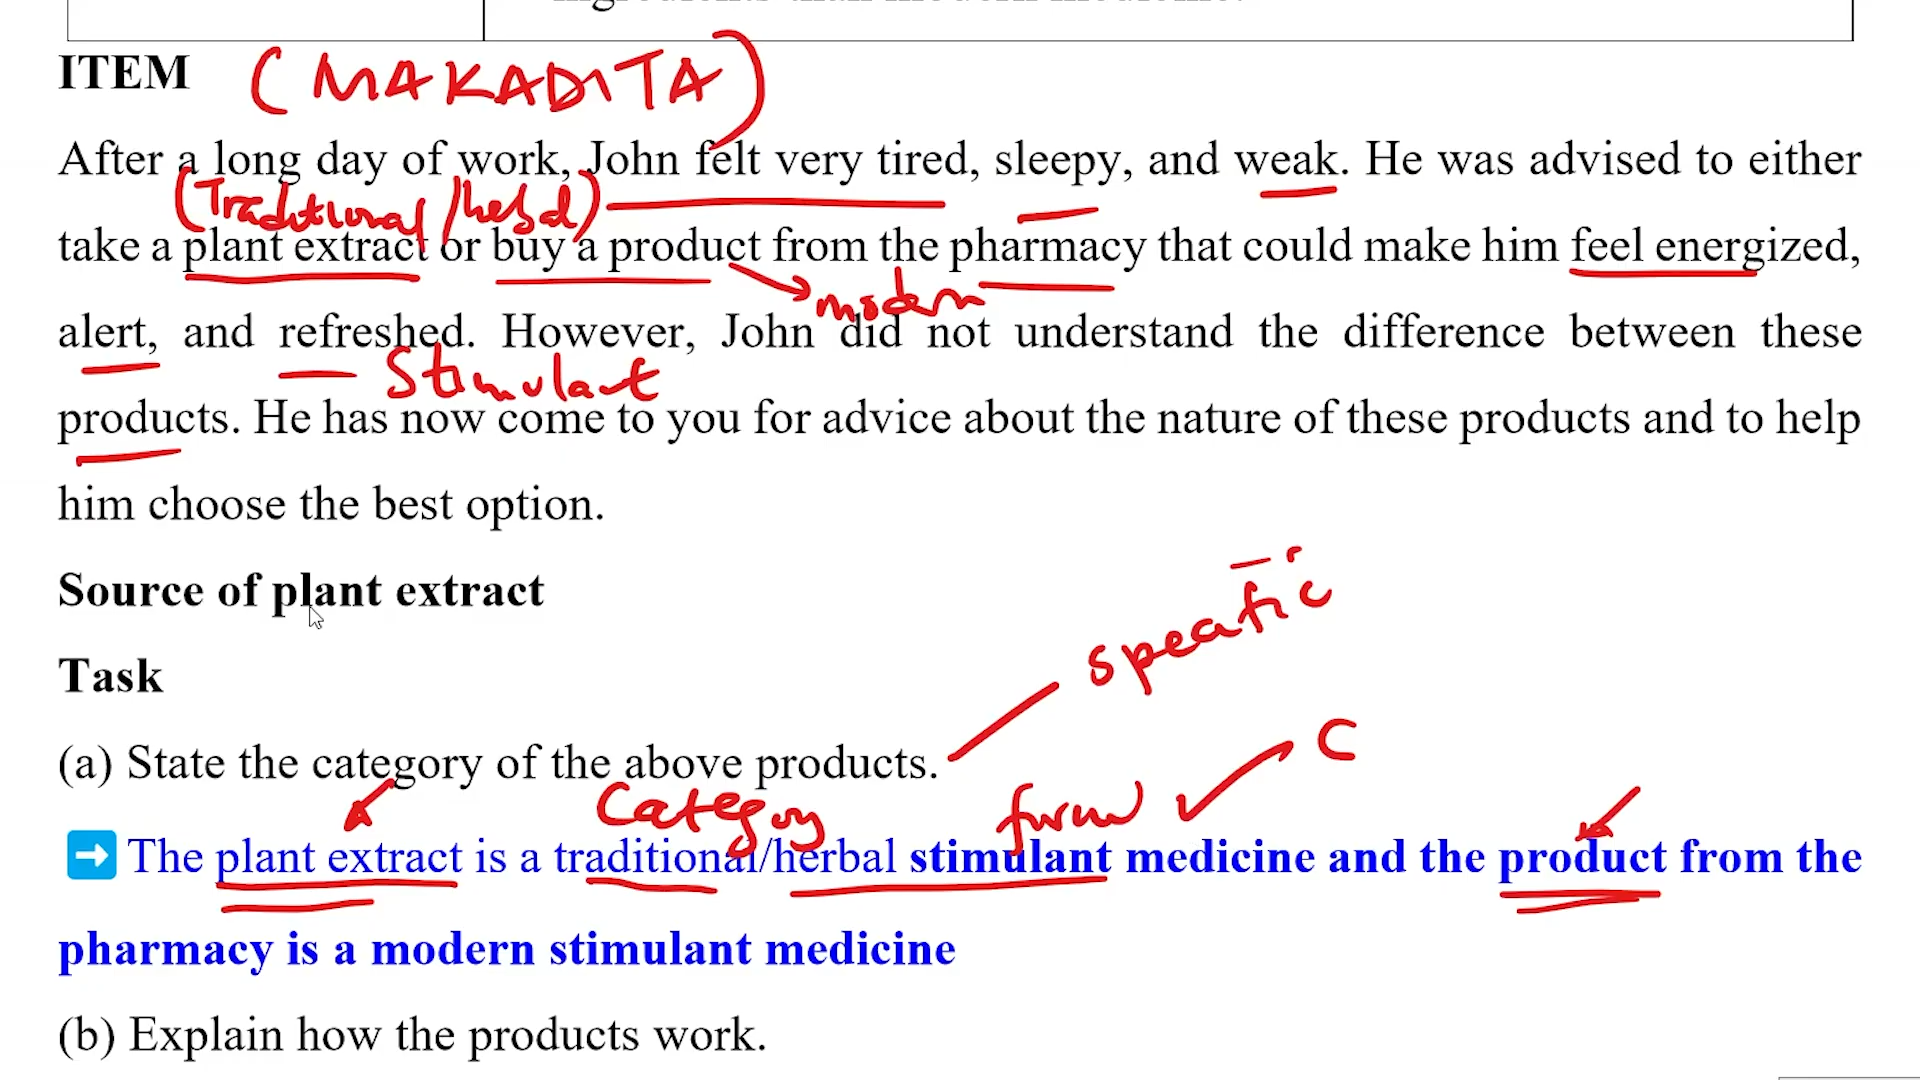 ingredients than modern medicine.
ITEM (MAKADITA)
After a long day of work, John felt very tired, sleepy, and weak. He was advised to either
(Traditional/hebal)
take a plant extract or buy a product from the pharmacy that could make him feel energized,
modern
alert, and refreshed. However, John did not understand the difference between these
Stimulant
products. He has now come to you for advice about the nature of these products and to help
him choose the best option.
Source of plant extract
specific
Task
(a) State the category of the above products.
C
Category form
➡ The plant extract is a traditional/herbal stimulant medicine and the product from the
pharmacy is a modern stimulant medicine
(b) Explain how the products work.